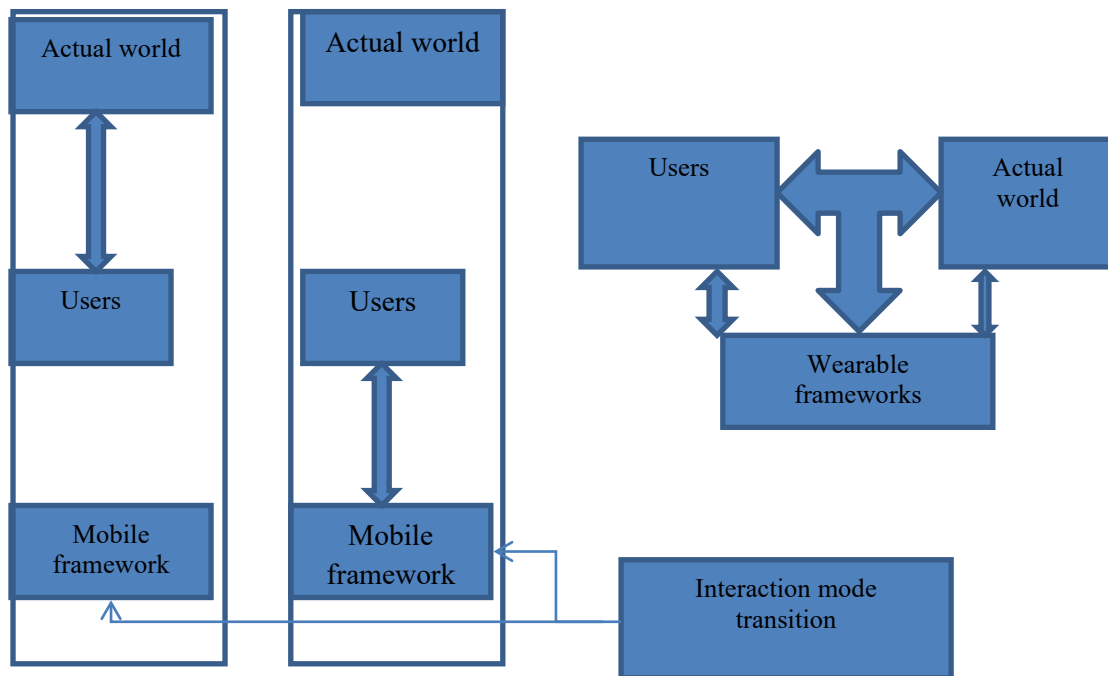 Actual world
Users
Mobile
framework
Actual world
Users
Mobile
framework
Users
Actual
world
Wearable
frameworks
Interaction mode
transition